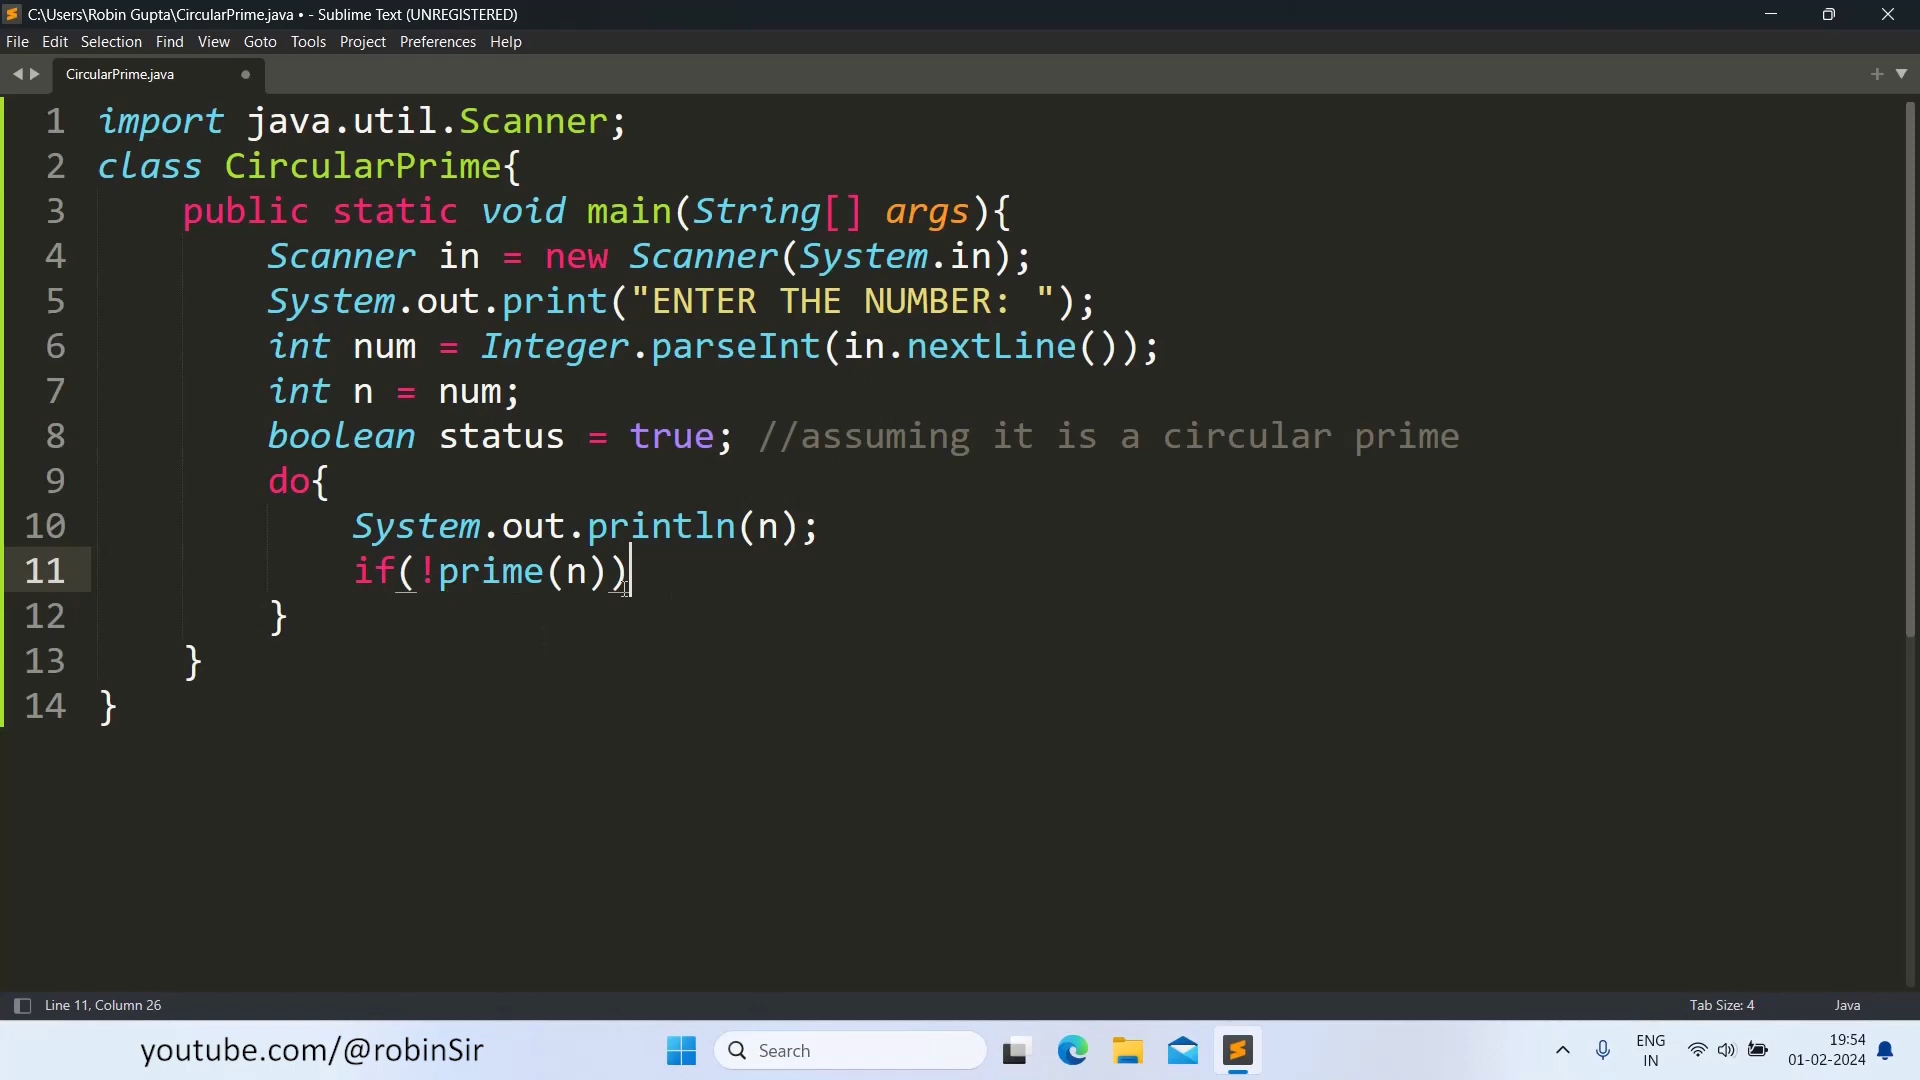 C:\Users\Robin Gupta\CircularPrime.java • - Sublime Text (UNREGISTERED)
File Edit Selection Find View Goto Tools Project Preferences Help
CircularPrime.java
1 import java.util.Scanner;
2 class CircularPrime{
3 public static void main(String[] args){
4 Scanner in = new Scanner(System.in);
5 System.out.print("ENTER THE NUMBER: ");
6 int num = Integer.parseInt(in.nextLine());
7 int n = num;
8 boolean status = true; //assuming it is a circular prime
9 do{
10 System.out.println(n);
11 if(!prime(n))
12 }
13 }
14 }
Line 11, Column 26
Tab Size: 4
Java
youtube.com/@robinSir
Search
ENG
IN
19:54
01-02-2024